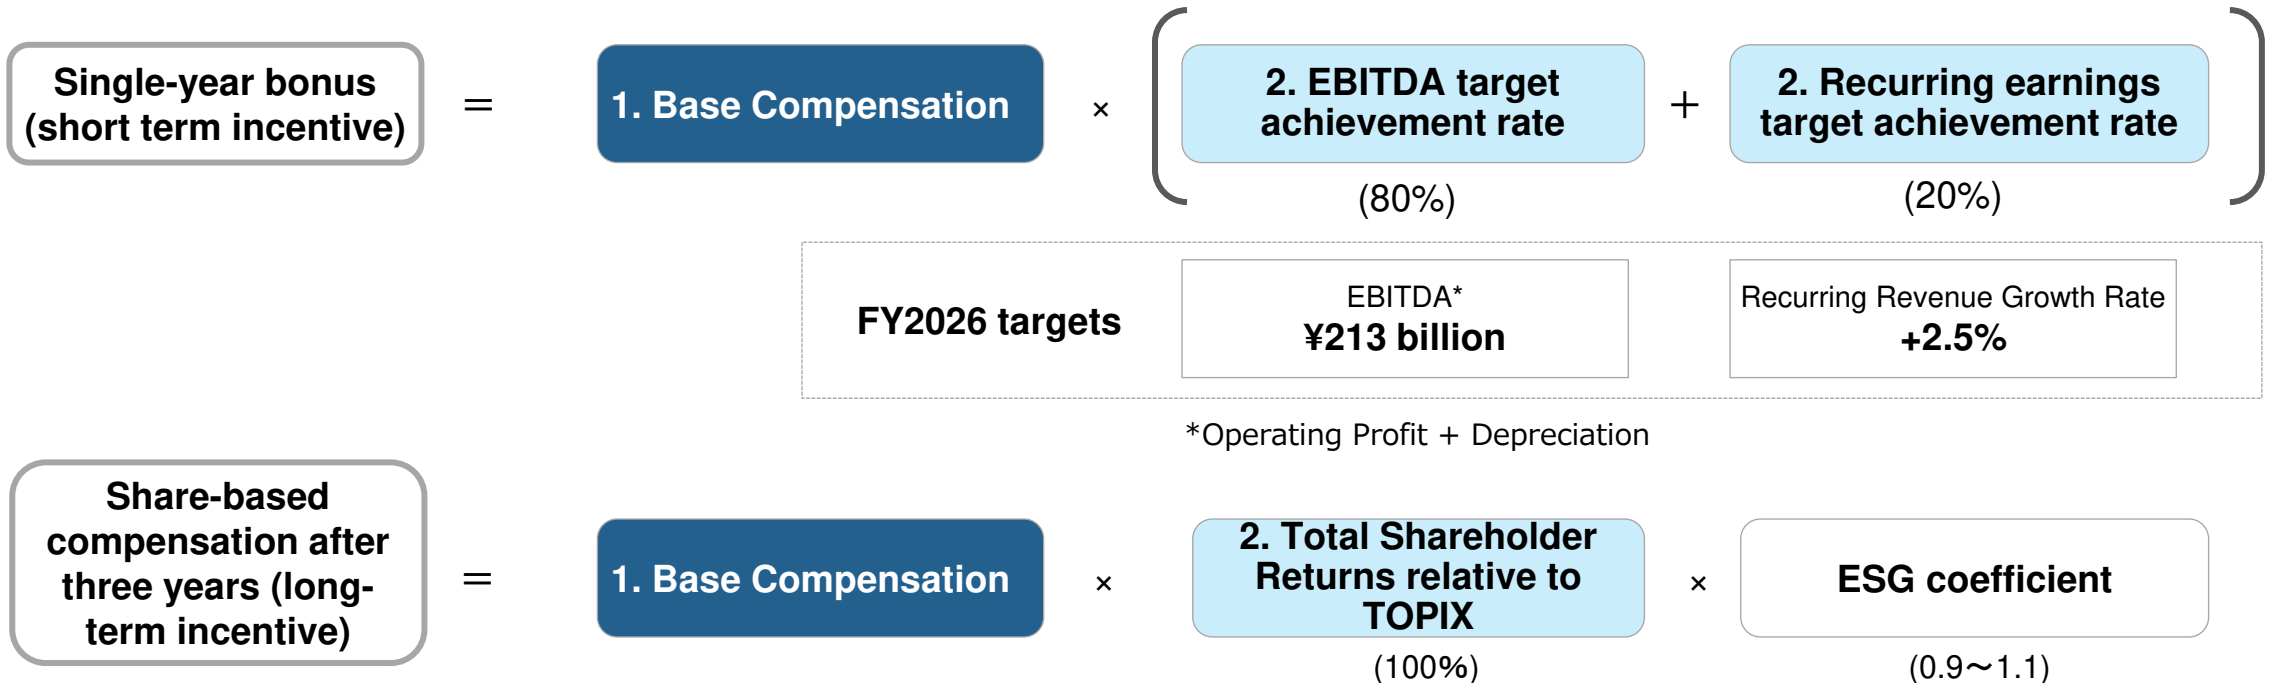 Single-year bonus
(short term incentive)
=
1. Base Compensation
×
2. EBITDA target
achievement rate
+
2. Recurring earnings
target achievement rate
(80%)
(20%)
FY2026 targets
EBITDA*
¥213 billion
Recurring Revenue Growth Rate
+2.5%
*Operating Profit + Depreciation
Share-based
compensation after
three years (long-
term incentive)
=
1. Base Compensation
×
2. Total Shareholder
Returns relative to
TOPIX
×
ESG coefficient
(100%)
(0.9～1.1)